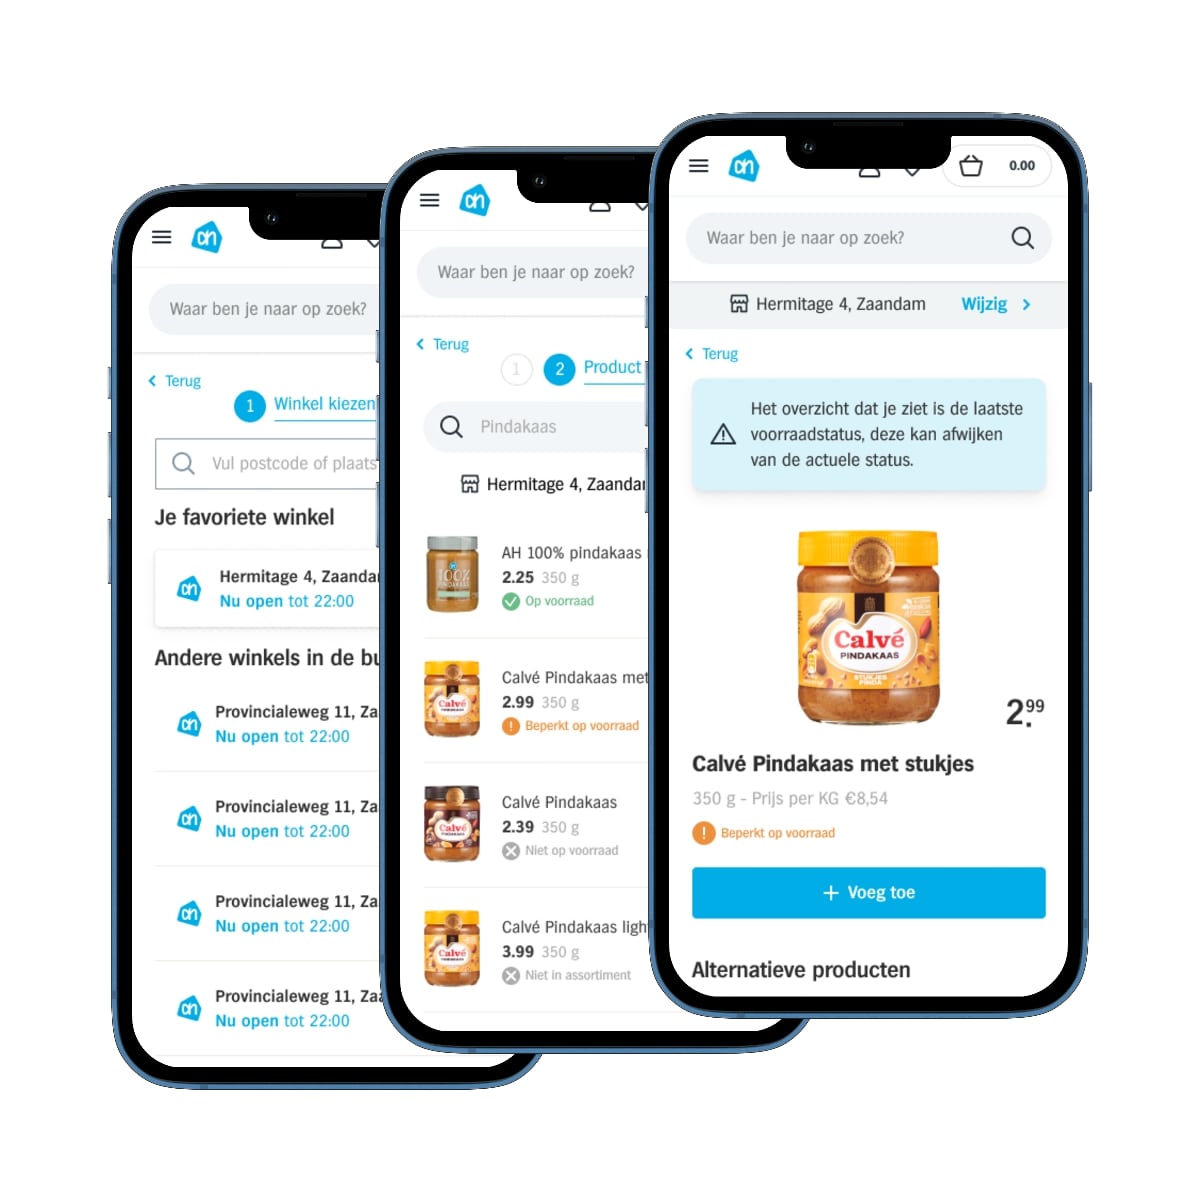 Waar ben je naar op zoek?
Terug
1
Winkel kiezen
Vul postcode of plaats
Je favoriete winkel
Hermitage 4,
Nu open tot 22:00
Andere winkels in de
Provincialeweg 11,
Nu open tot 22:00
Provincialeweg 11,
Nu open tot 22:00
Provincialeweg 11,
Nu open tot 22:00
Provincialeweg 11,
Nu open tot 22:00
Waar ben je naar op zoek?
Terug
1
2
Product
Pindakaas
Hermitage 4,
AH 100% pindakaas
2.25 350 g
Op voorraad
Calvé Pindakaas met
2.99 350 g
Beperkt op voorraad
Calvé Pindakaas
2.39 350 g
Niet op voorraad
Calvé Pindakaas
3.99 350 g
Niet in assortiment
0.00
Waar ben je naar op zoek?
Hermitage 4, Zaandam Wijzig
Terug
Het overzicht dat je ziet is de laatste
voorraadstatus, deze kan afwijken
van de actuele status.
Calvé
PINDAKAAS
STUKJES
PINDA
2.99
Calvé Pindakaas met stukjes
350 g - Prijs per KG €8,54
Beperkt op voorraad
+ Voeg toe
Alternatieve producten